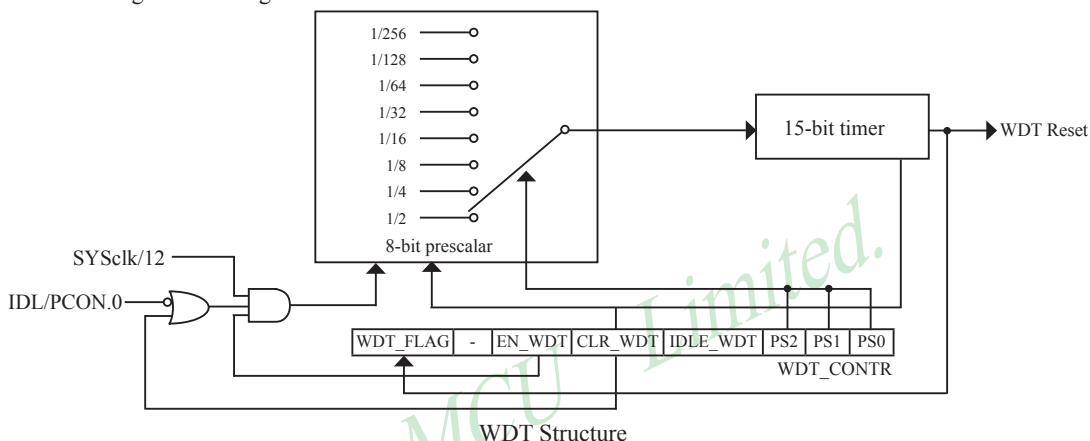 1/256
1/128
1/64
1/32
1/16
1/8
1/4
1/2
8-bit prescalar
15-bit timer
WDT Reset
SYSclk/12
IDL/PCON.0
WDT_FLAG - EN_WDT CLR_WDT IDLE_WDT PS2 PS1 PS0
WDT_CONTR
MCU Limited.
WDT Structure